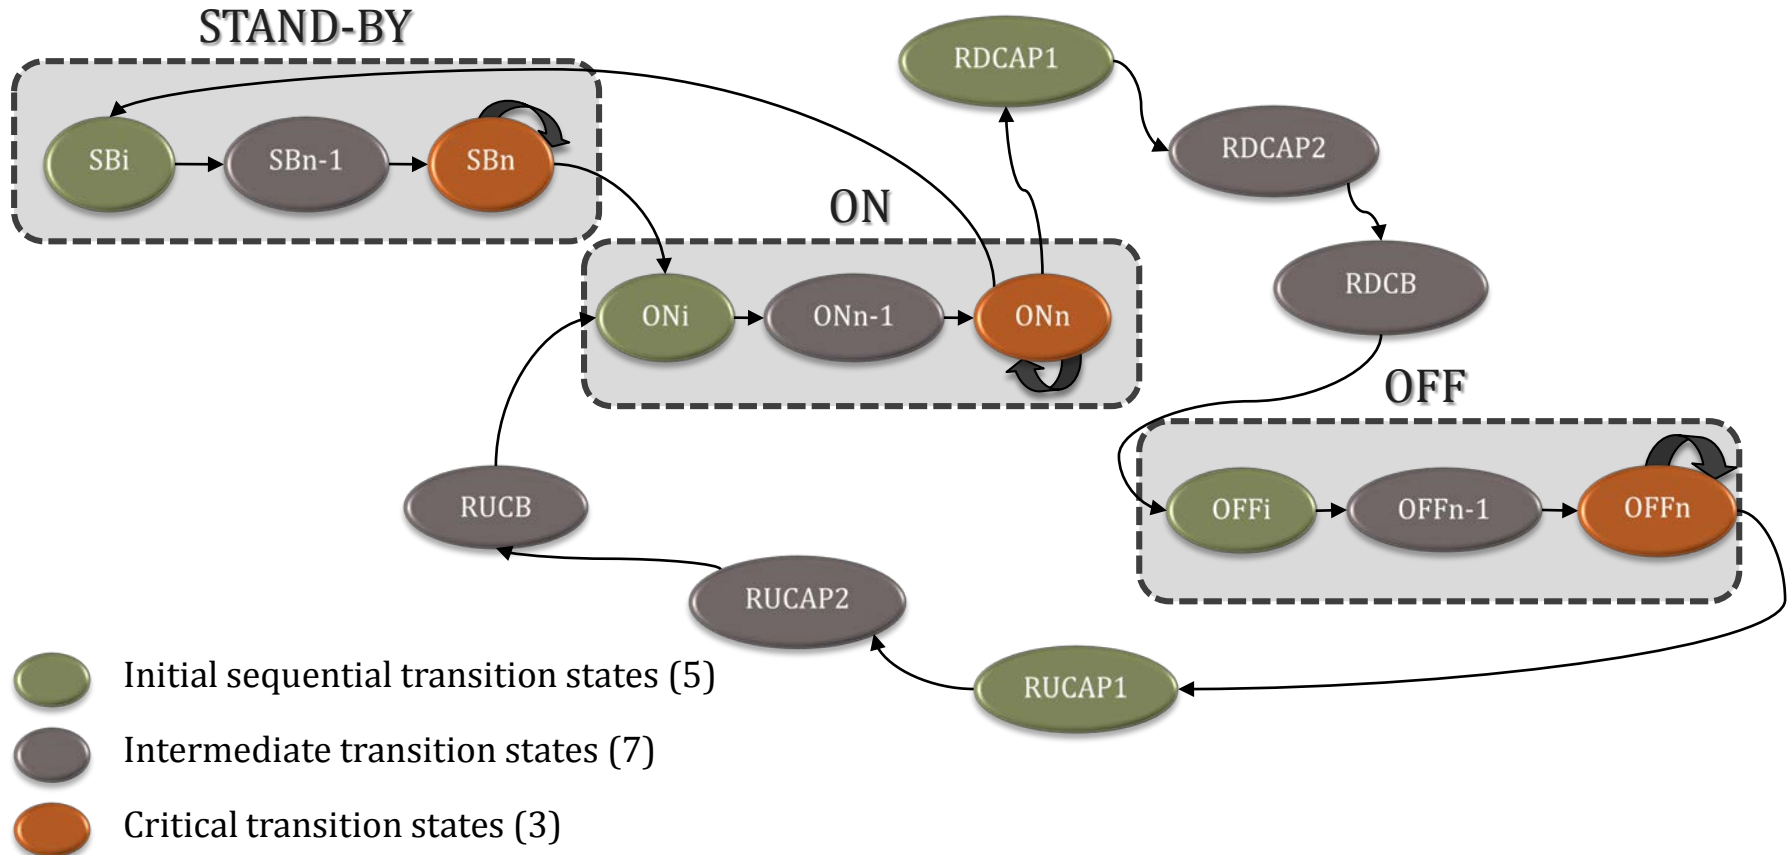 STAND-BY
RDCAP1
RDCAP2
SBi
SBn-1
SBn
ON
RDCB
ONi
ONn-1
ONn
OFF
RUCB
OFFi
OFFn-1
OFFn
RUCAP2
RUCAP1
Initial sequential transition states (5)
Intermediate transition states (7)
Critical transition states (3)